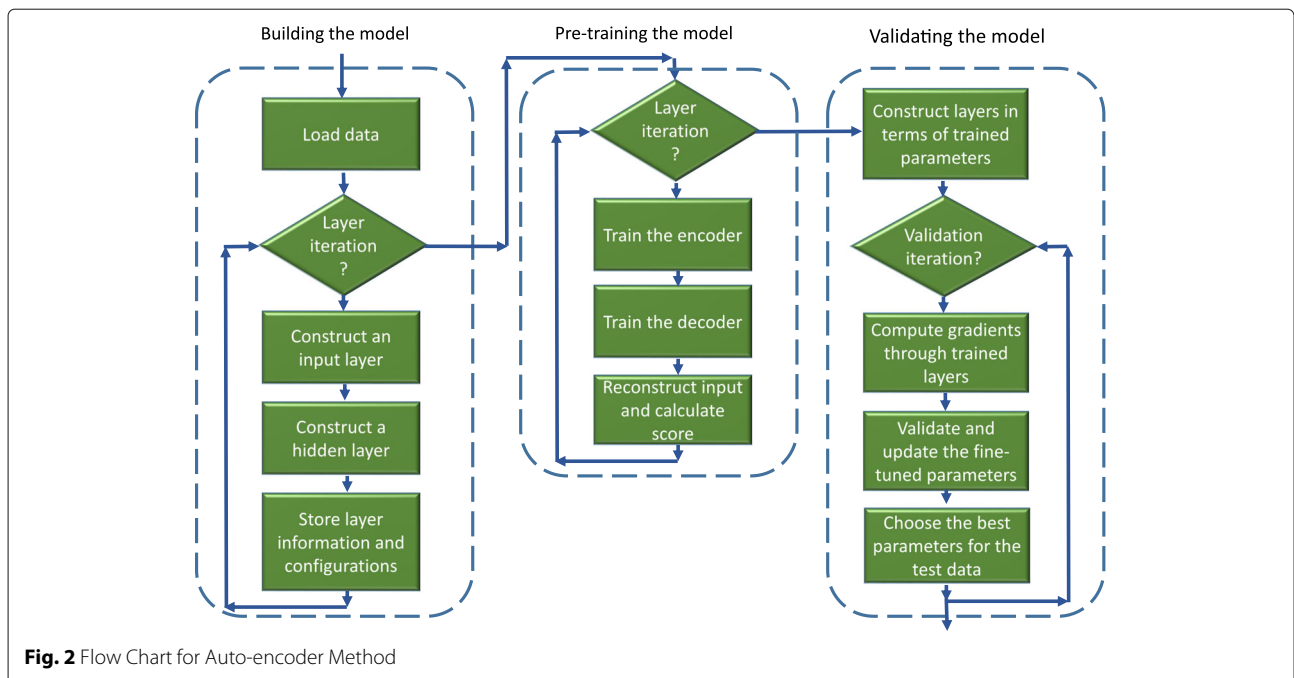 Building the model
Load data
Layer
iteration
?
Construct an
input layer
Construct a
hidden layer
Store layer
information and
configurations
Pre-training the model
Layer
iteration
?
Train the encoder
Train the decoder
Reconstruct input
and calculate
score
Validating the model
Construct layers in
terms of trained
parameters
Validation
iteration?
Compute gradients
through trained
layers
Validate and
update the fine-
tuned parameters
Choose the best
parameters for the
test data
Fig. 2 Flow Chart for Auto-encoder Method